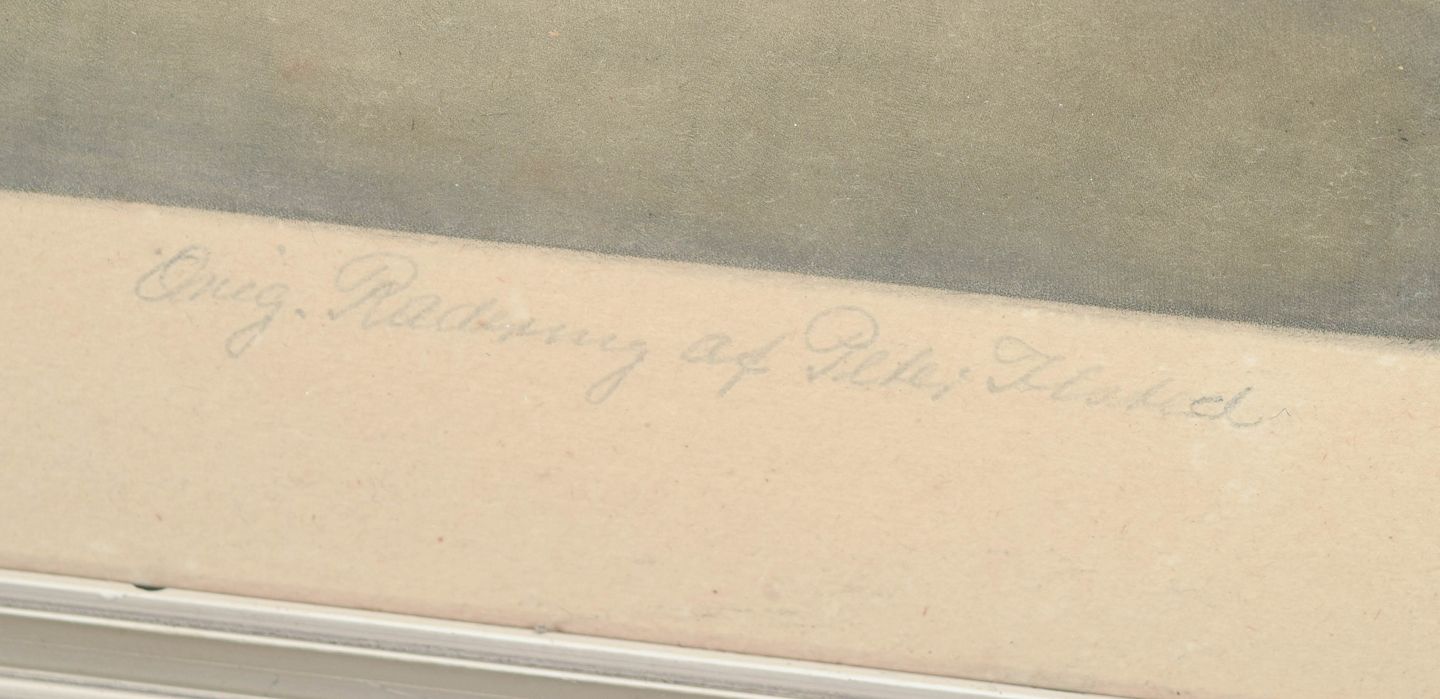 Orig. Radering af Peter Ilsted